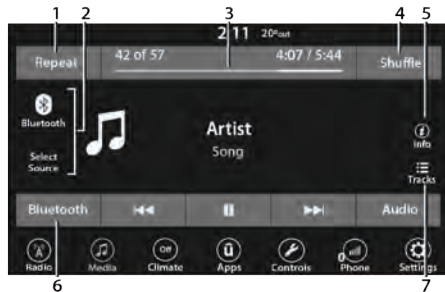 1 2 3 4 5
2:11 20°out
Repeat 42 of 57 4:07 / 5:44 Shuffle
Bluetooth
Select
Source
Artist
Song
Info
Tracks
Bluetooth Audio
Radio Media Off Climate Apps Controls 0 Phone Settings
6 7